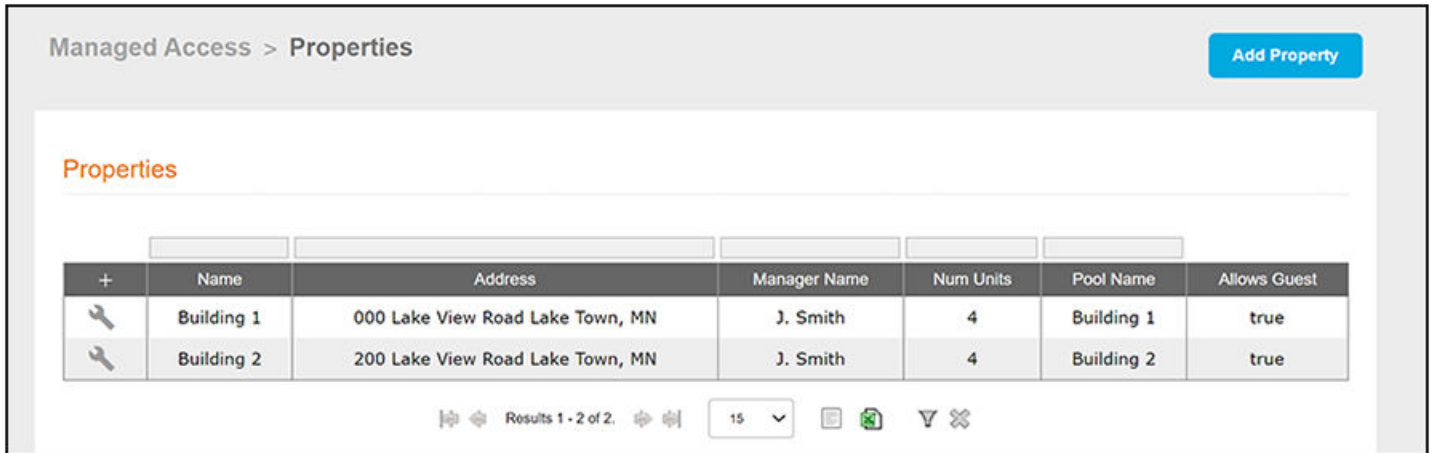 Managed Access > Properties
Add Property
Properties
+ Name Address Manager Name Num Units Pool Name Allows Guest
Building 1 000 Lake View Road Lake Town, MN J. Smith 4 Building 1 true
Building 2 200 Lake View Road Lake Town, MN J. Smith 4 Building 2 true
Results 1 - 2 of 2. 15